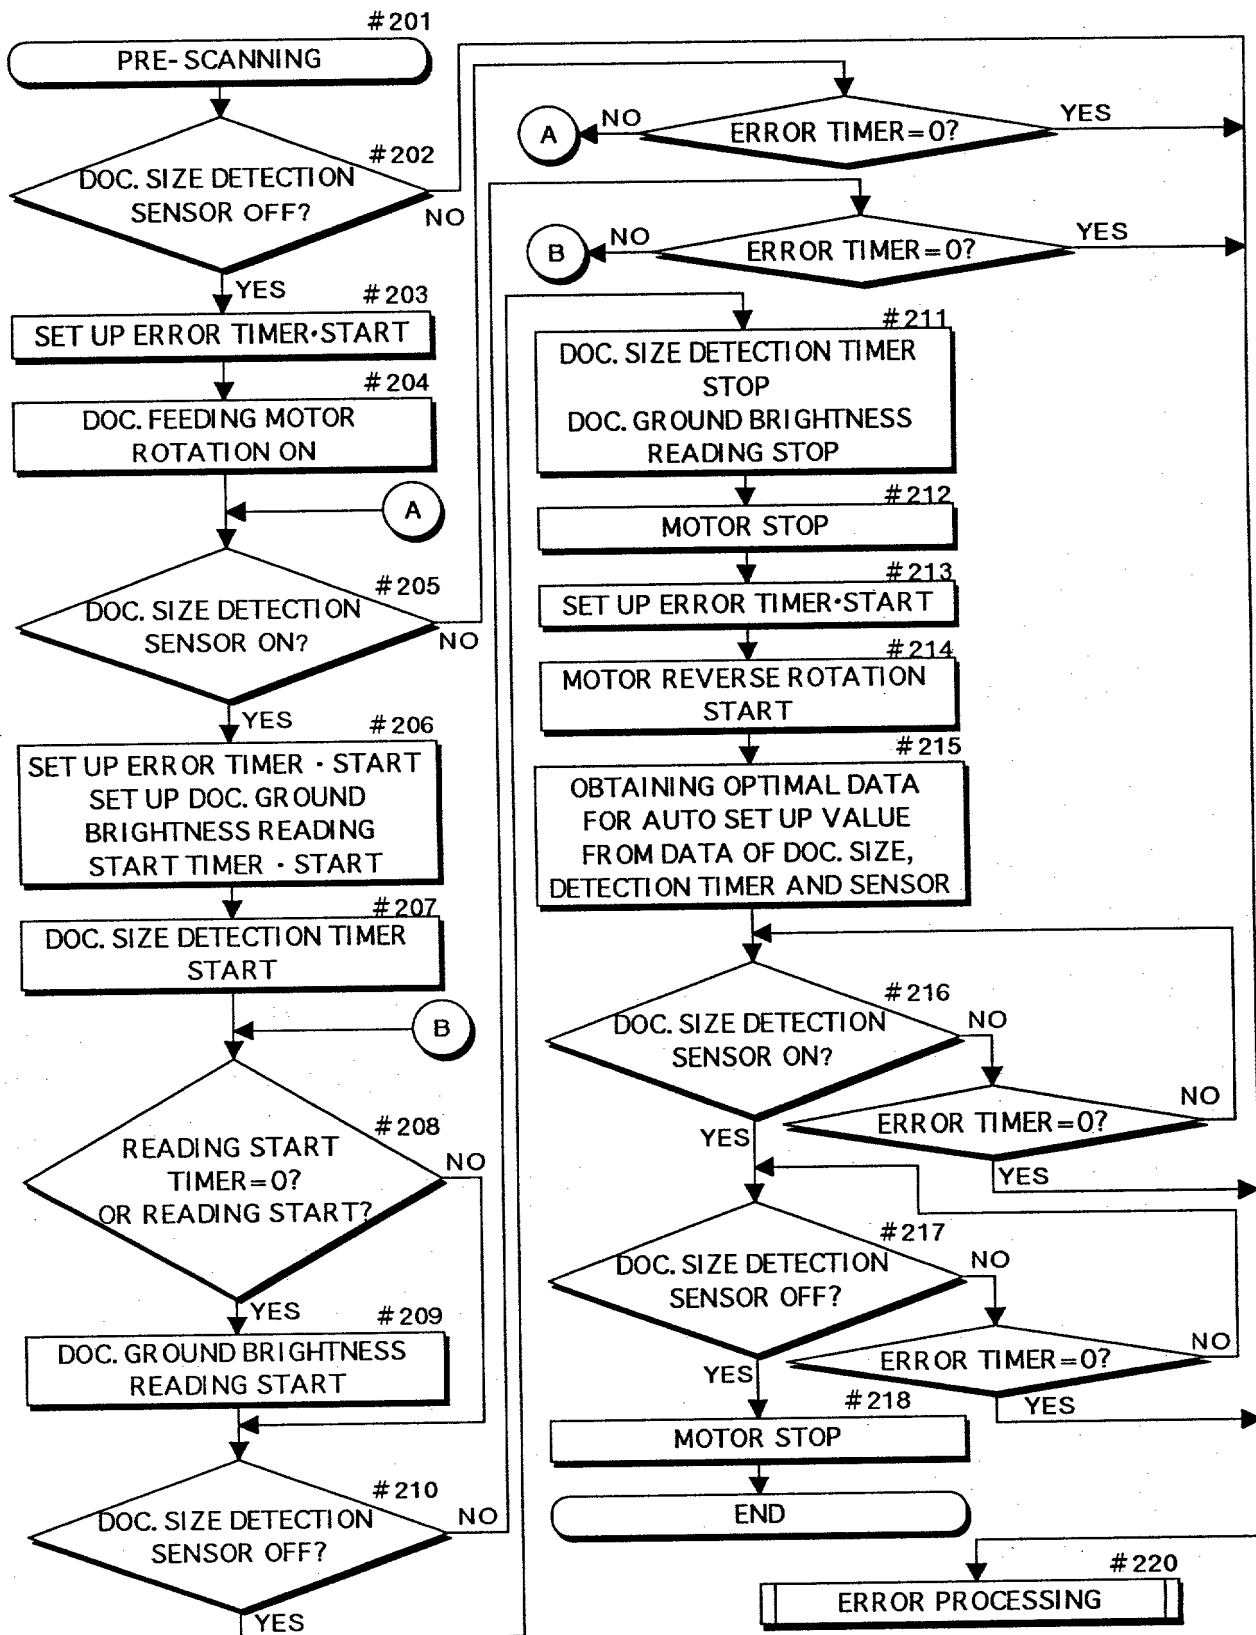 #201
PRE-SCANNING
#202
DOC. SIZE DETECTION
SENSOR OFF?
NO
YES
#203
SET UP ERROR TIMER·START
#204
DOC. FEEDING MOTOR
ROTATION ON
A
#205
DOC. SIZE DETECTION
SENSOR ON?
NO
YES
#206
SET UP ERROR TIMER · START
SET UP DOC. GROUND
BRIGHTNESS READING
START TIMER · START
#207
DOC. SIZE DETECTION TIMER
START
B
#208
READING START
TIMER=0?
OR READING START?
NO
YES
#209
DOC. GROUND BRIGHTNESS
READING START
#210
DOC. SIZE DETECTION
SENSOR OFF?
NO
YES
A
NO
ERROR TIMER=0?
YES
B
NO
ERROR TIMER=0?
YES
#211
DOC. SIZE DETECTION TIMER
STOP
DOC. GROUND BRIGHTNESS
READING STOP
#212
MOTOR STOP
#213
SET UP ERROR TIMER·START
#214
MOTOR REVERSE ROTATION
START
#215
OBTAINING OPTIMAL DATA
FOR AUTO SET UP VALUE
FROM DATA OF DOC. SIZE,
DETECTION TIMER AND SENSOR
#216
DOC. SIZE DETECTION
SENSOR ON?
NO
YES
ERROR TIMER=0?
NO
YES
#217
DOC. SIZE DETECTION
SENSOR OFF?
NO
YES
ERROR TIMER=0?
NO
YES
#218
MOTOR STOP
END
#220
ERROR PROCESSING